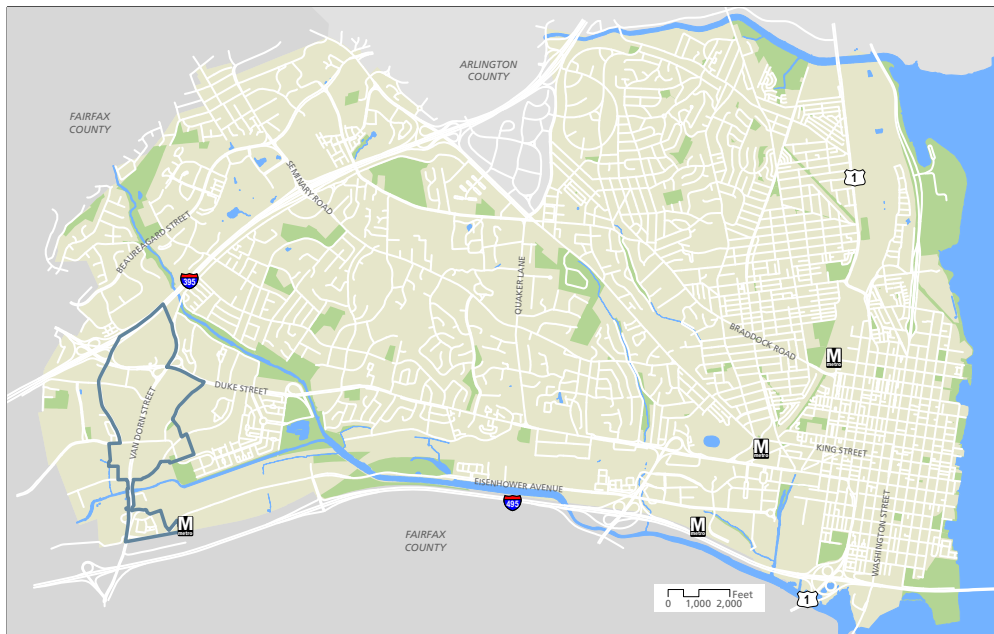 ARLINGTON
COUNTY
FAIRFAX
COUNTY
1
SEMINARY ROAD
BEAUREAGARD STREET
QUAKER LANE
395
BRADDOCK ROAD
M
metro
DUKE STREET
VAN DORN STREET
M
metro
KING STREET
EISENHOWER AVENUE
495
WASHINGTON STREET
M
metro
M
metro
FAIRFAX
COUNTY
1
Feet
0 1,000 2,000